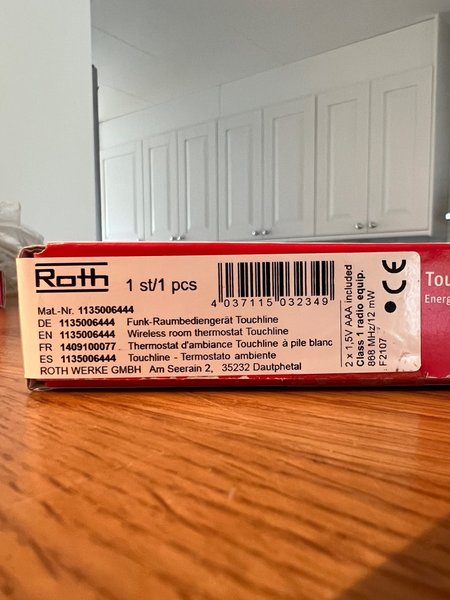 Roth
1 st/1 pcs
4 037115 032349
Mat.-Nr. 1135006444
DE 1135006444 Funk-Raumbediengerät Touchline
EN 1135006444 Wireless room thermostat Touchline
FR 1409100077 Thermostat d'ambiance Touchline à pile blanc
ES 1135006444 Touchline - Termostato ambiente
ROTH WERKE GMBH Am Seerain 2, 35232 Dautphetal
2 x 1,5V AAA included
Class 1 radio equip.
868 MHz/12 mW
F2107
CE
Tou
Energ